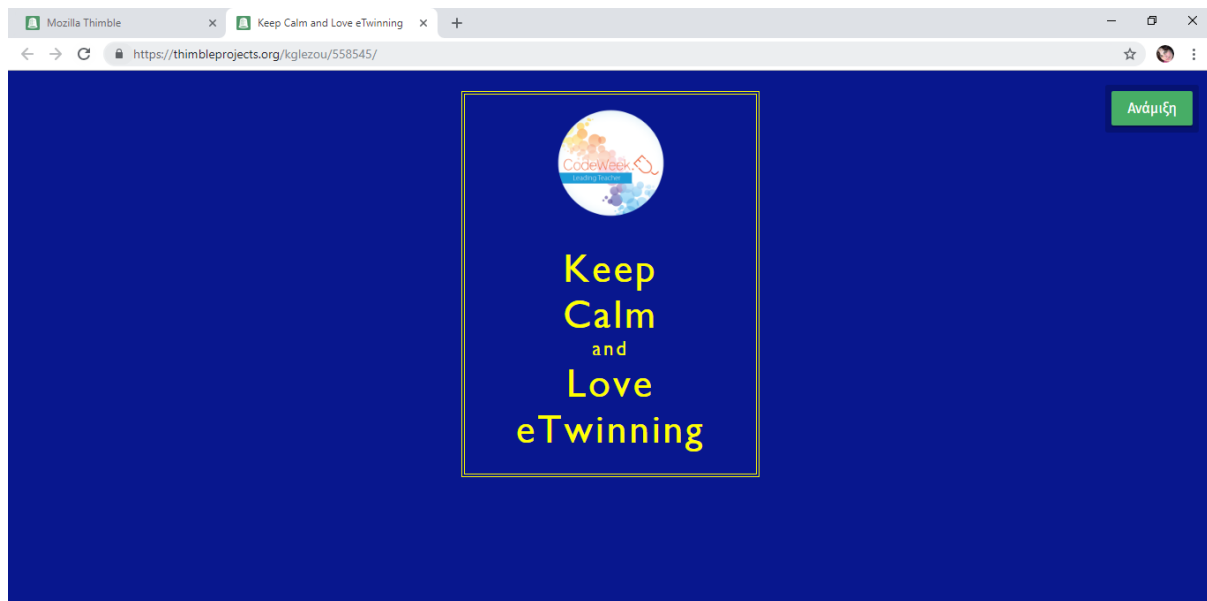 Mozilla Thimble
Keep Calm and Love eTwinning
https://thimbleprojects.org/kglezou/558545/
Ανάμιξη
CodeWeek
Leading Teacher
Keep
Calm
and
Love
eTwinning